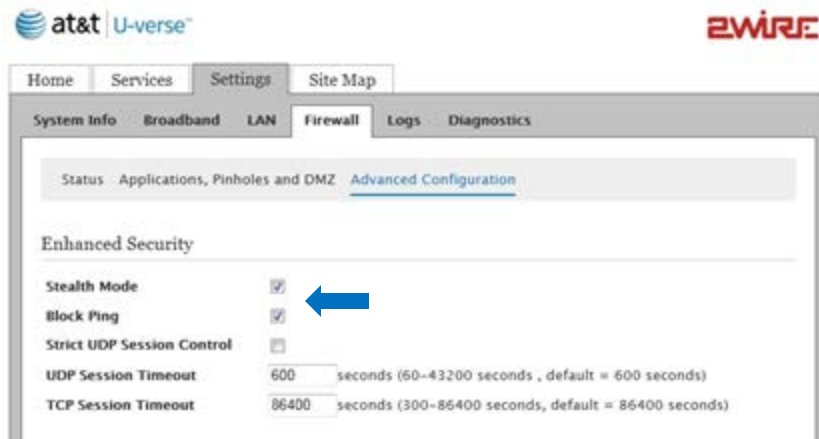 at&t U-verse 2WIRE
Home Services Settings Site Map
System Info Broadband LAN Firewall Logs Diagnostics
Status Applications, Pinholes and DMZ Advanced Configuration
Enhanced Security
Stealth Mode
Block Ping
Strict UDP Session Control
UDP Session Timeout 600 seconds (60-43200 seconds , default = 600 seconds)
TCP Session Timeout 86400 seconds (300-86400 seconds, default = 86400 seconds)